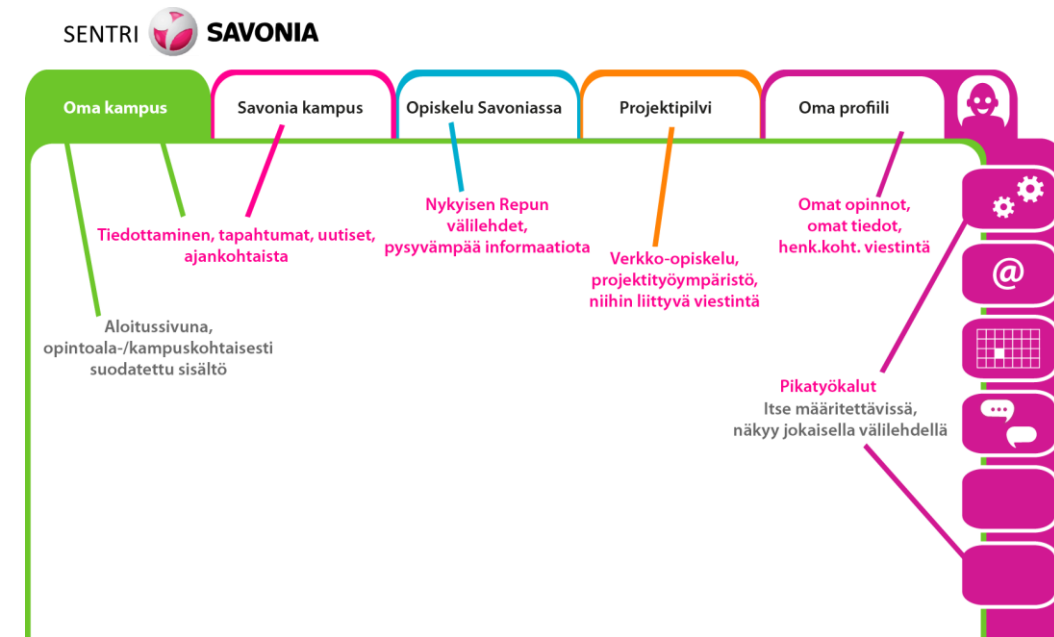 SENTRI SAVONIA
Oma kampus
Savonia kampus
Opiskelu Savoniassa
Projektipilvi
Oma profiili
Tiedottaminen, tapahtumat, uutiset,
ajankohtaista
Nykyisen Repun
välilehdet,
pysyvämpää informaatiota
Verkko-opiskelu,
projektityöympäristö,
niihin liittyvä viestintä
Omat opinnot,
omat tiedot,
henk.koht. viestintä
@
Aloitussivuna,
opintoala-/kampuskohtaisesti
suodatettu sisältö
Pikatyökalut
Itse määritettävissä,
näkyy jokaisella välilehdellä